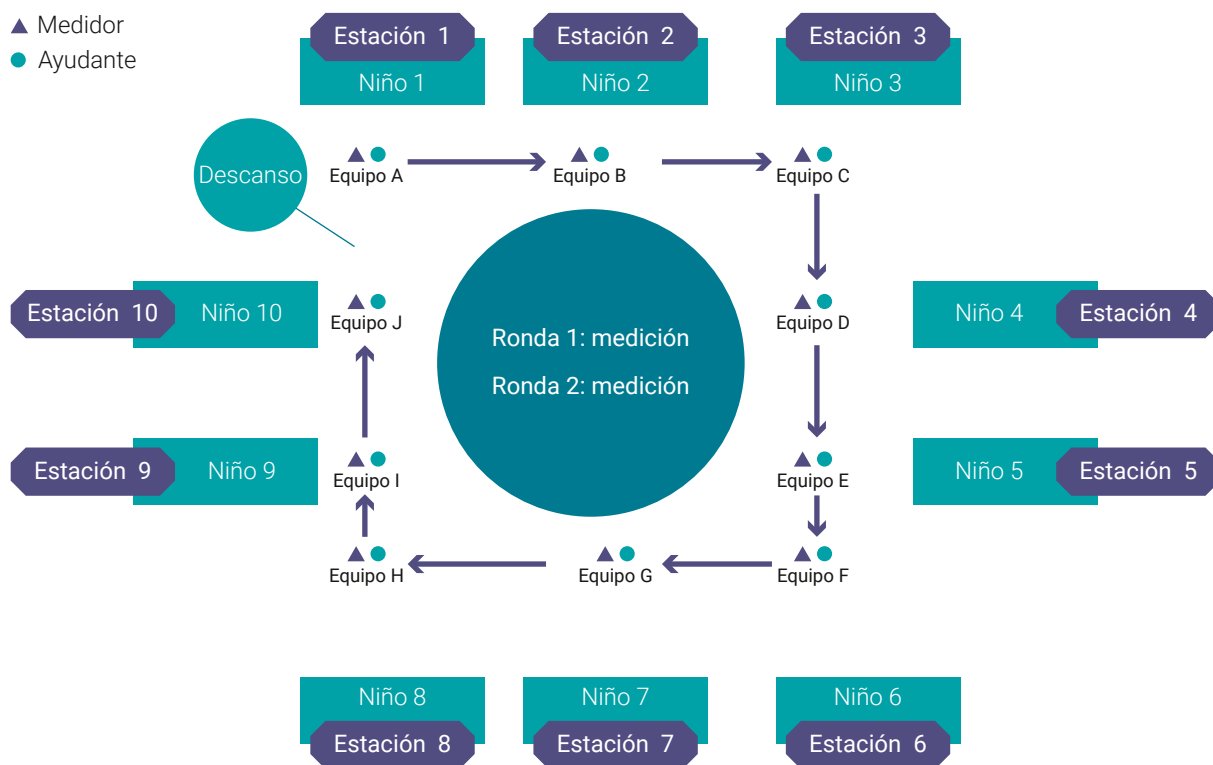 Medidor
Ayudante
Estación 1
Niño 1
Estación 2
Niño 2
Estación 3
Niño 3
Descanso
Equipo A
Equipo B
Equipo C
Estación 10
Niño 10
Equipo J
Equipo D
Niño 4
Estación 4
Ronda 1: medición
Ronda 2: medición
Estación 9
Niño 9
Equipo I
Equipo E
Niño 5
Estación 5
Equipo H
Equipo G
Equipo F
Niño 8
Estación 8
Niño 7
Estación 7
Niño 6
Estación 6